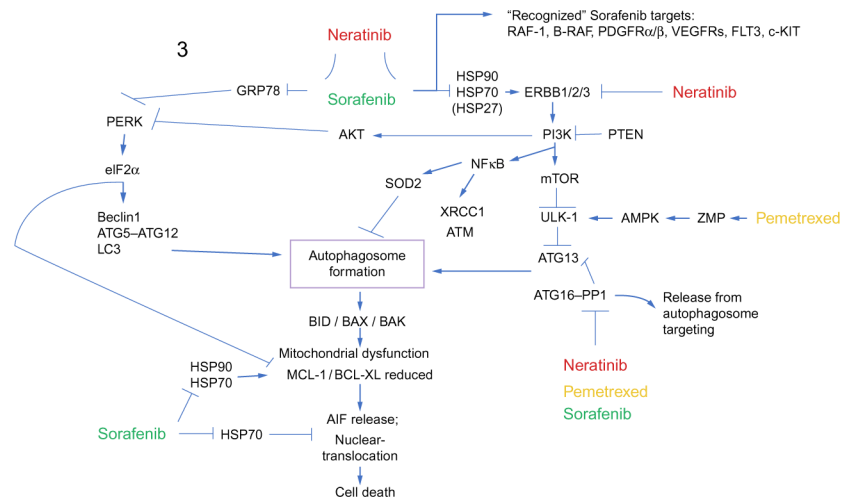 3
Neratinib
"Recognized" Sorafenib targets:
RAF-1, B-RAF, PDGFRα/β, VEGFRs, FLT3, c-KIT
GRP78
Sorafenib
HSP90
HSP70
(HSP27)
ERBB1/2/3
Neratinib
PERK
AKT
PI3K
PTEN
eIF2α
SOD2
NFκB
mTOR
Beclin1
ATG5–ATG12
LC3
XRCC1
ATM
ULK-1
AMPK
ZMP
Pemetrexed
Autophagosome
formation
ATG13
ATG16–PP1
Release from
autophagosome
targeting
BID / BAX / BAK
Mitochondrial dysfunction
MCL-1 / BCL-XL reduced
HSP90
HSP70
Neratinib
Pemetrexed
Sorafenib
Sorafenib
HSP70
AIF release;
Nuclear-
translocation
Cell death